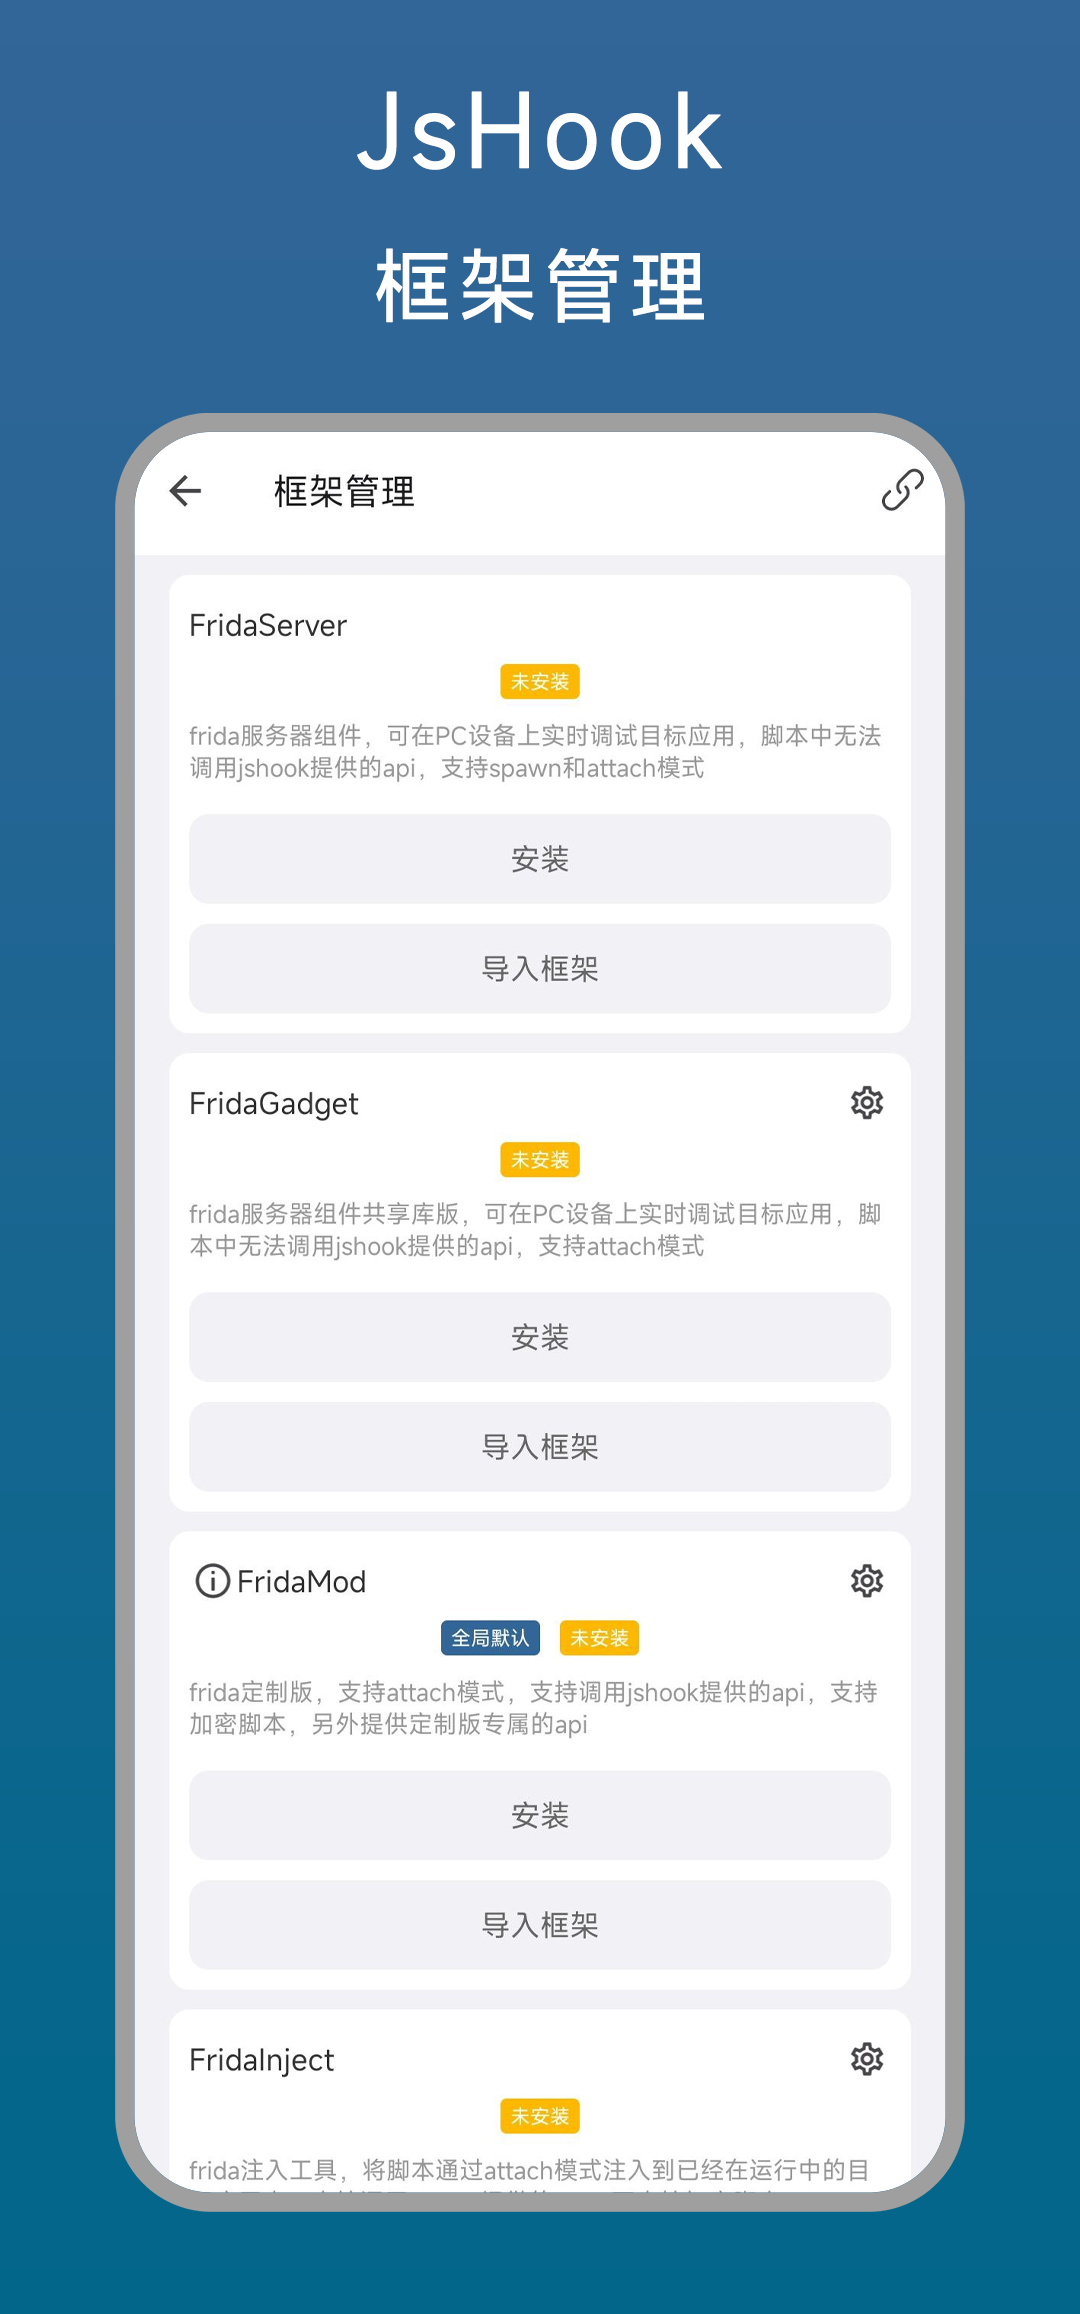 JsHook
框架管理
框架管理
FridaServer
未安装
frida服务器组件，可在PC设备上实时调试目标应用，脚本中无法
调用jshook提供的api，支持spawn和attach模式
安装
导入框架
FridaGadget
未安装
frida服务器组件共享库版，可在PC设备上实时调试目标应用，脚
本中无法调用jshook提供的api，支持attach模式
安装
导入框架
FridaMod
全局默认 未安装
frida定制版，支持attach模式，支持调用jshook提供的api，支持
加密脚本，另外提供定制版专属的api
安装
导入框架
FridaInject
未安装
frida注入工具，将脚本通过attach模式注入到已经在运行中的目